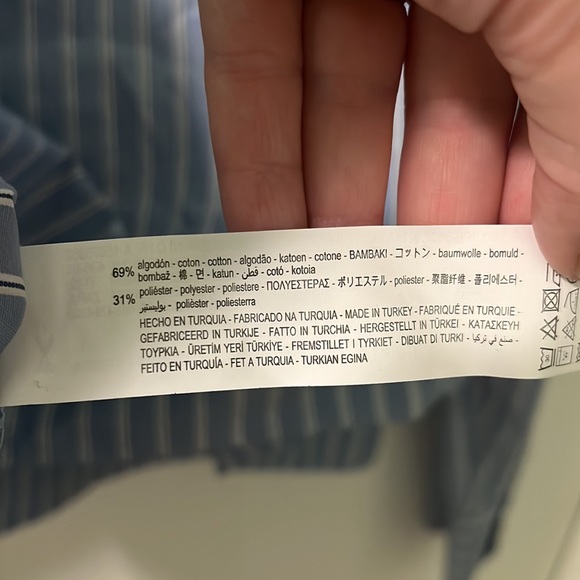 69% algodón - coton - cotton - algodão - katoen - cotone - BAMBAKI - コットン - baumwolle - bomuld -
bombaž - 棉 - 면 - katun - قطن - cotó - kotoia
31% poliéster - polyester - poliestere - ΠΟΛΥΕΣΤΕΡΑΣ - ポリエステル - poliester - 聚酯纤维 - 폴리에스터 -
بوليستير - polièster - poliesterra
HECHO EN TURQUIA - FABRICADO NA TURQUIA - MADE IN TURKEY - FABRIQUÉ EN TURQUIE -
GEFABRICEERD IN TURKIJE - FATTO IN TURCHIA - HERGESTELLT IN TÜRKEI - ΚΑΤΑΣΚΕΥΗ
ΤΟΥΡΚΙΑ - ÜRETİM YERİ TÜRKİYE - FREMSTILLET I TYRKIET - DIBUAT DI TURKI - صنع في تركيا -
FEITO EN TURQUÍA - FET A TURQUIA - TURKIAN EGINA